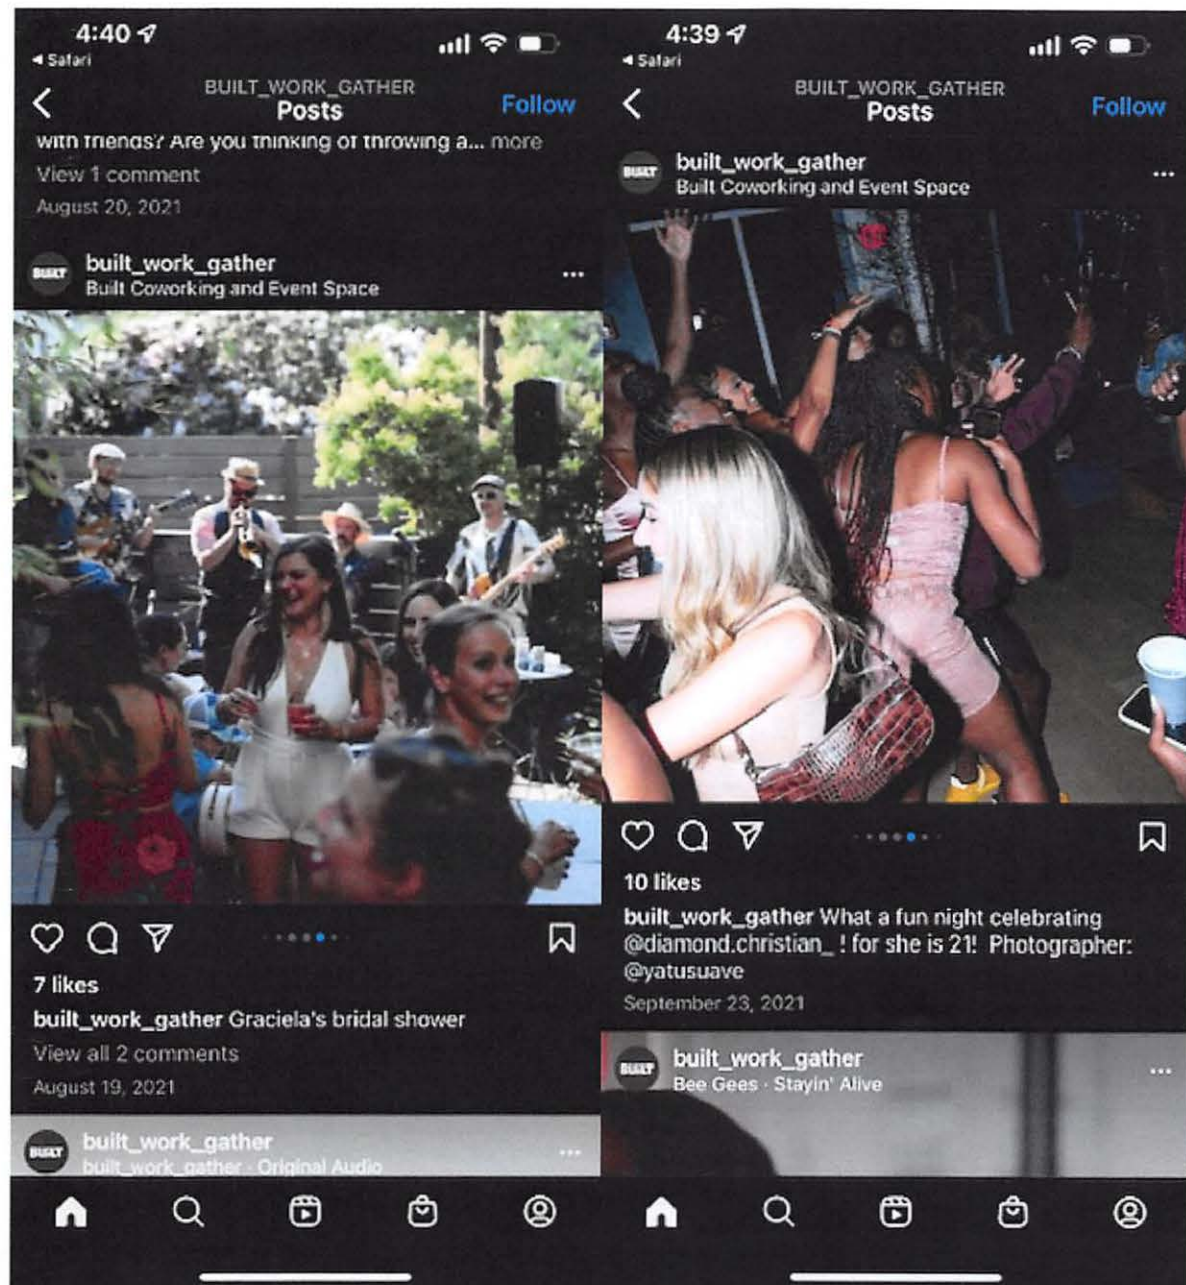 4:40
Safari
BUILT_WORK_GATHER
Posts
Follow
with friends? Are you thinking of throwing a... more
View 1 comment
August 20, 2021
BUILT
built_work_gather
Built Coworking and Event Space
7 likes
built_work_gather Graciela's bridal shower
View all 2 comments
August 19, 2021
BUILT
built_work_gather
built_work_gather · Original Audio
4:39
Safari
BUILT_WORK_GATHER
Posts
Follow
BUILT
built_work_gather
Built Coworking and Event Space
10 likes
built_work_gather What a fun night celebrating
@diamond.christian_ ! for she is 21! Photographer:
@yatusuave
September 23, 2021
BUILT
built_work_gather
Bee Gees · Stayin' Alive